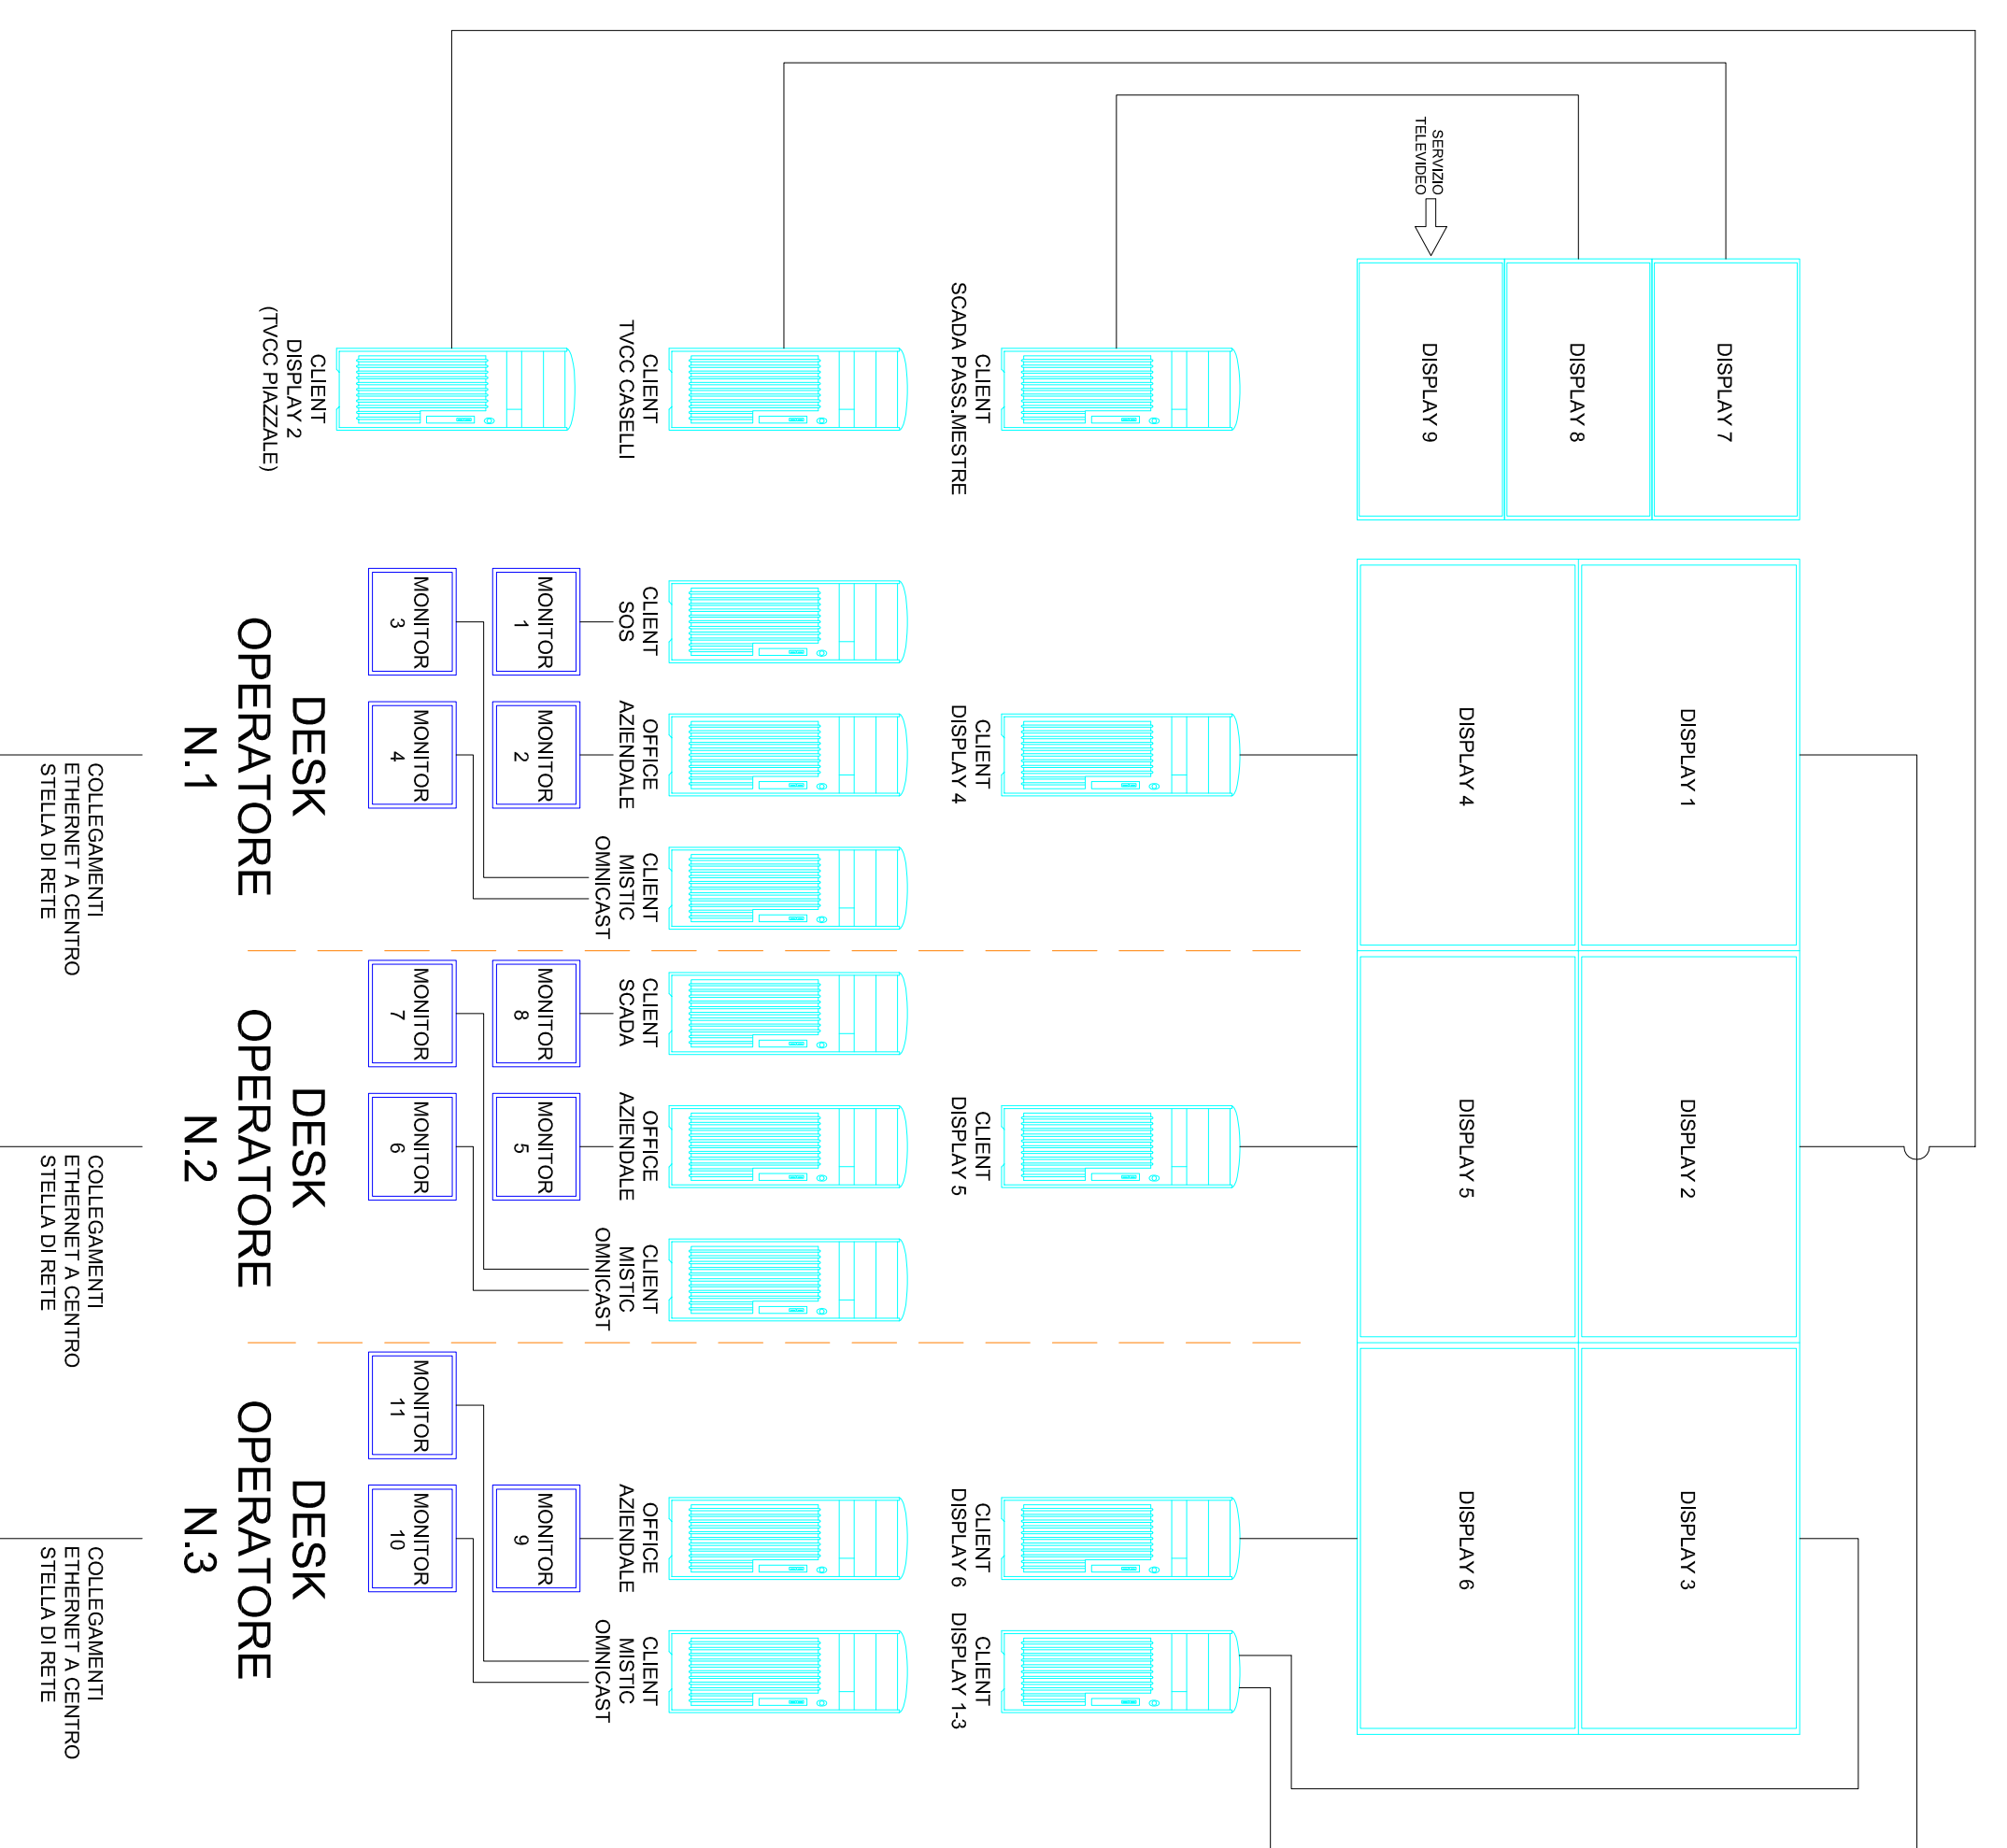 DISPLAY 7
DISPLAY 8
DISPLAY 9
SERVIZIO
TELEVIDEO
DISPLAY 1
DISPLAY 2
DISPLAY 3
DISPLAY 4
DISPLAY 5
DISPLAY 6
CLIENT
SCADA PASS.MESTRE
CLIENT
DISPLAY 4
CLIENT
DISPLAY 5
CLIENT
DISPLAY 6
CLIENT
DISPLAY 1-3
CLIENT
TVCC CASELLI
CLIENT
SOS
OFFICE
AZIENDALE
CLIENT
MISTIC
OMNICAST
CLIENT
SCADA
OFFICE
AZIENDALE
CLIENT
MISTIC
OMNICAST
OFFICE
AZIENDALE
CLIENT
MISTIC
OMNICAST
CLIENT
DISPLAY 2
(TVCC PIAZZALE)
MONITOR
1
MONITOR
2
MONITOR
8
MONITOR
5
MONITOR
9
MONITOR
3
MONITOR
4
MONITOR
7
MONITOR
6
MONITOR
11
MONITOR
10
DESK
OPERATORE
N.1
DESK
OPERATORE
N.2
DESK
OPERATORE
N.3
COLLEGAMENTI
ETHERNET A CENTRO
STELLA DI RETE
COLLEGAMENTI
ETHERNET A CENTRO
STELLA DI RETE
COLLEGAMENTI
ETHERNET A CENTRO
STELLA DI RETE